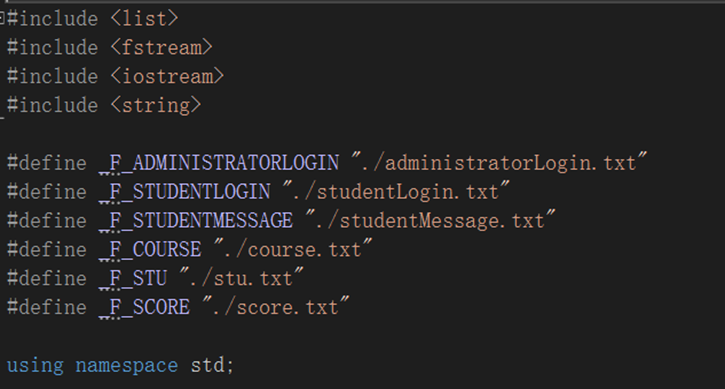 #include <list>
#include <fstream>
#include <iostream>
#include <string>
#define _F_ADMINISTRATORLOGIN "./administratorLogin.txt"
#define _F_STUDENTLOGIN "./studentLogin.txt"
#define _F_STUDENTMESSAGE "./studentMessage.txt"
#define _F_COURSE "./course.txt"
#define _F_STU "./stu.txt"
#define _F_SCORE "./score.txt"
using namespace std;